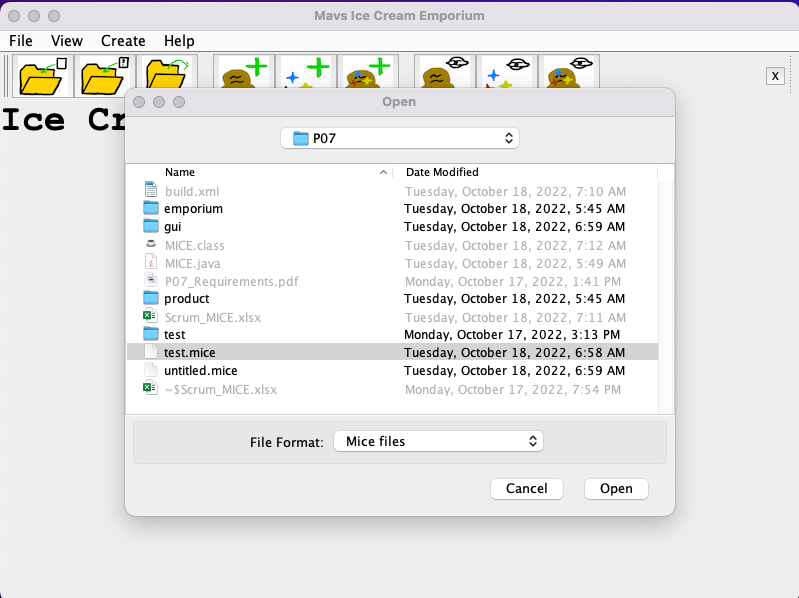 Mavs Ice Cream Emporium
File View Create Help
?
X
Ice Cr
Open
P07
Name Date Modified
build.xml Tuesday, October 18, 2022, 7:10 AM
emporium Tuesday, October 18, 2022, 5:45 AM
gui Tuesday, October 18, 2022, 6:59 AM
MICE.class Tuesday, October 18, 2022, 7:12 AM
MICE.java Tuesday, October 18, 2022, 5:49 AM
P07_Requirements.pdf Monday, October 17, 2022, 1:41 PM
product Tuesday, October 18, 2022, 5:45 AM
Scrum_MICE.xlsx Tuesday, October 18, 2022, 7:11 AM
test Monday, October 17, 2022, 3:13 PM
test.mice Tuesday, October 18, 2022, 6:58 AM
untitled.mice Tuesday, October 18, 2022, 6:59 AM
~$Scrum_MICE.xlsx Monday, October 17, 2022, 7:54 PM
File Format: Mice files
Cancel Open